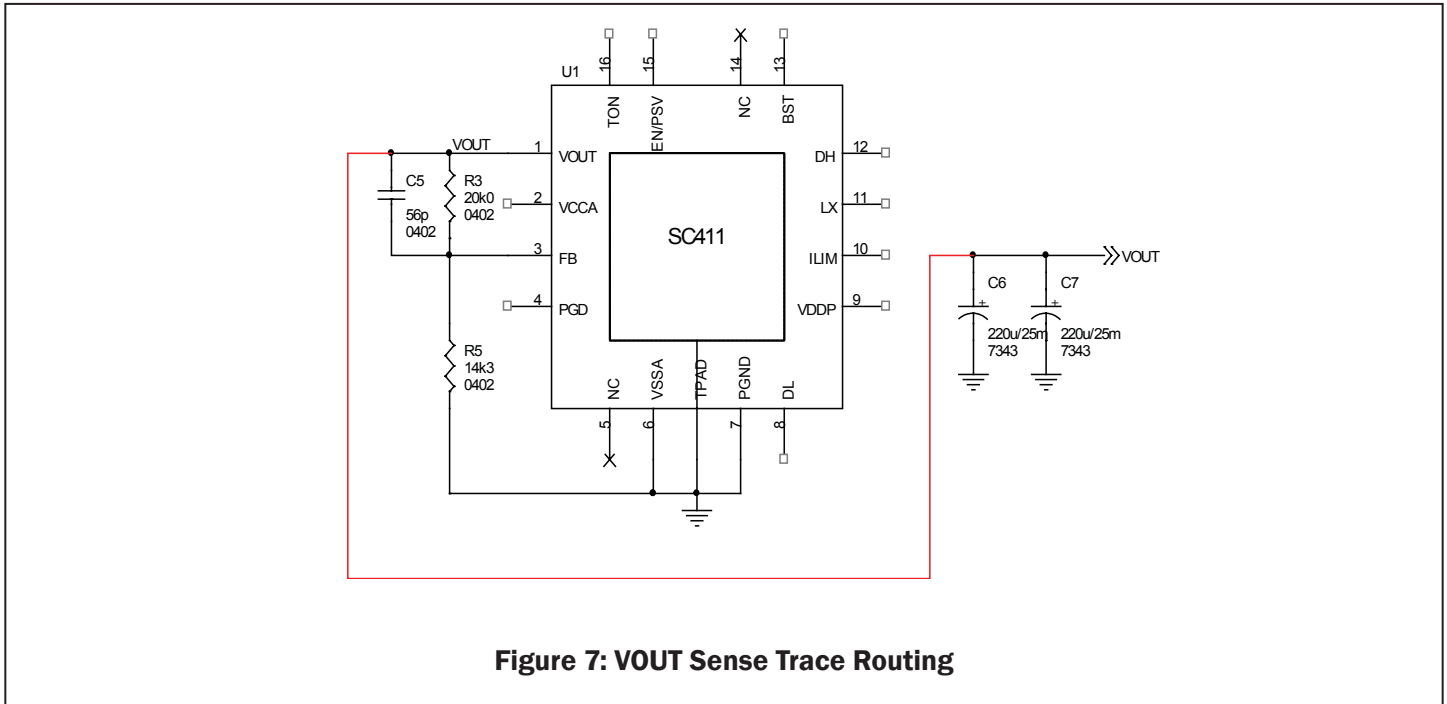 16
15
14
13
U1
TON
EN/PSV
NC
BST
VOUT
1
VOUT
DH
12
C5
R3
20k0
0402
56p
0402
2
VCCA
LX
11
SC411
3
FB
ILIM
10
VOUT
4
PGD
VDDP
9
C6
C7
220u/25m
7343
220u/25m
7343
R5
14k3
0402
NC
VSSA
TPAD
PGND
DL
5
6
7
8
Figure 7: VOUT Sense Trace Routing